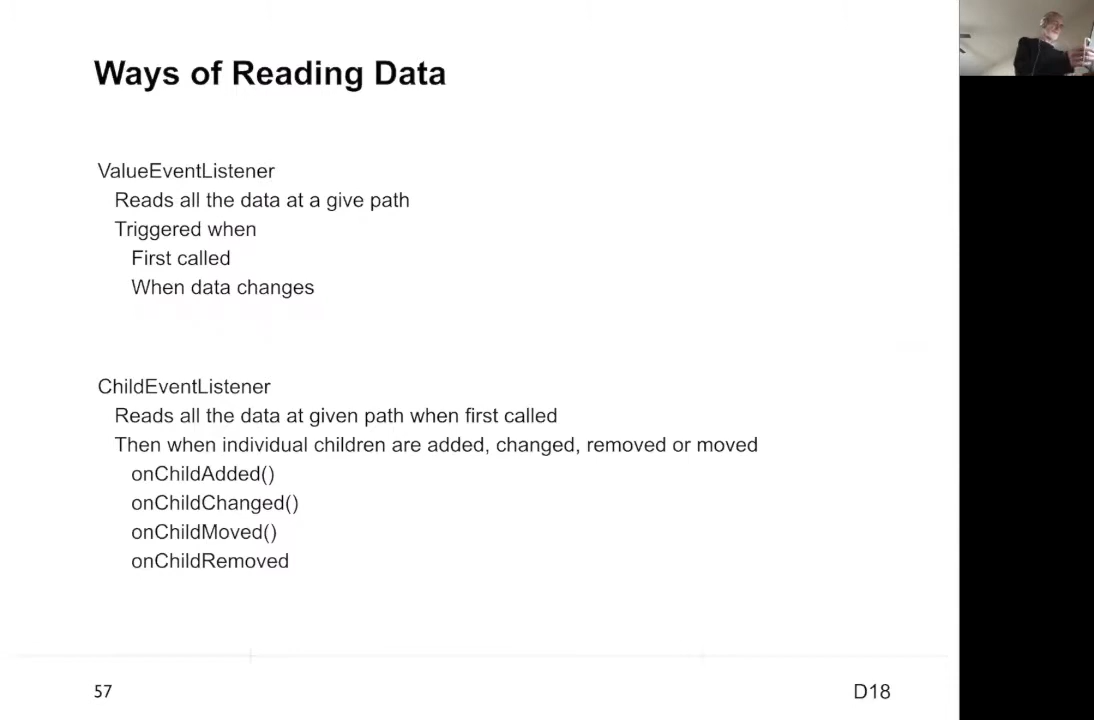 Ways of Reading Data
ValueEventListener
Reads all the data at a give path
Triggered when
First called
When data changes
ChildEventListener
Reads all the data at given path when first called
Then when individual children are added, changed, removed or moved
onChildAdded()
onChildChanged()
onChildMoved()
onChildRemoved
57
D18